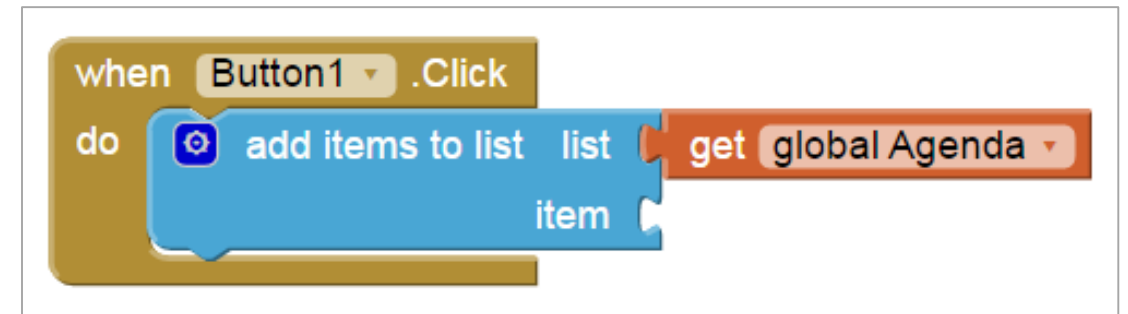 when Button1 .Click
do add items to list list get global Agenda
item